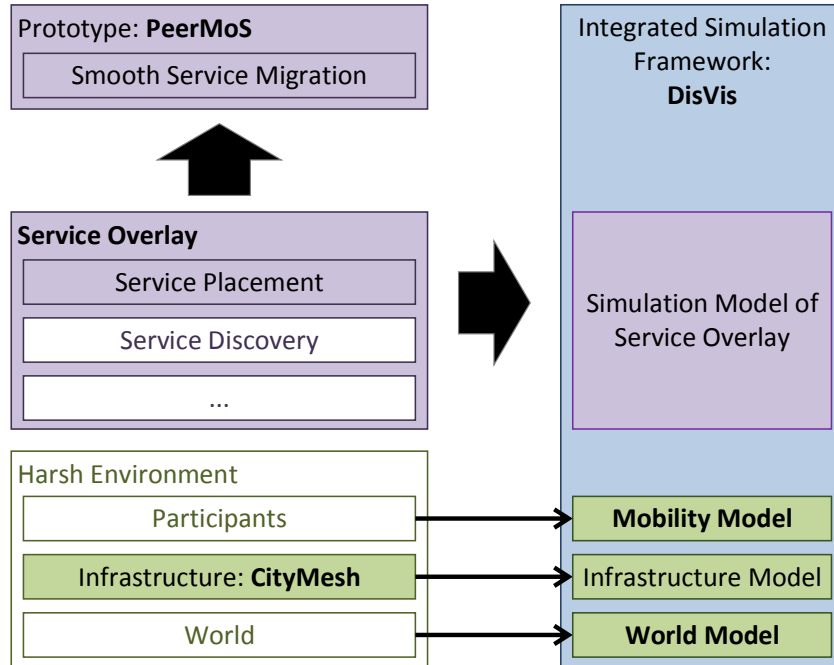 Prototype: PeerMoS
Smooth Service Migration
Service Overlay
Service Placement
Service Discovery
...
Harsh Environment
Participants
Infrastructure: CityMesh
World
Integrated Simulation
Framework:
DisVis
Simulation Model of
Service Overlay
Mobility Model
Infrastructure Model
World Model